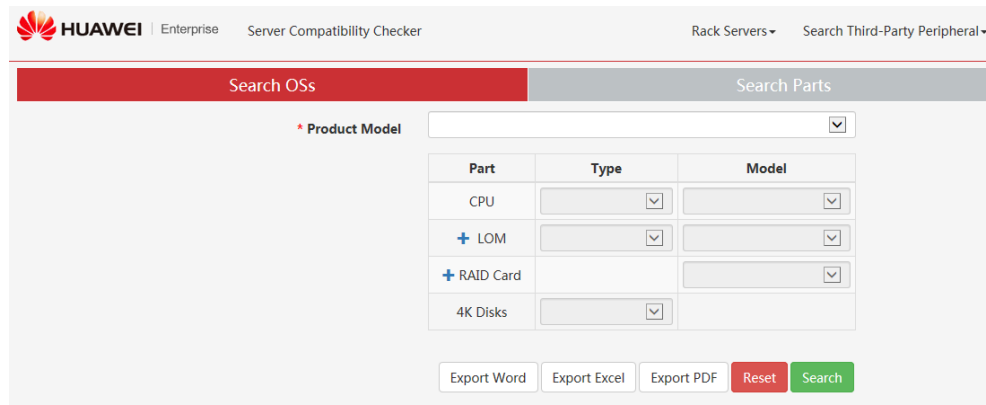 HUAWEI Enterprise Server Compatibility Checker Rack Servers Search Third-Party Peripheral
Search OSs Search Parts
* Product Model
Part Type Model
CPU
+ LOM
+ RAID Card
4K Disks
Export Word Export Excel Export PDF Reset Search